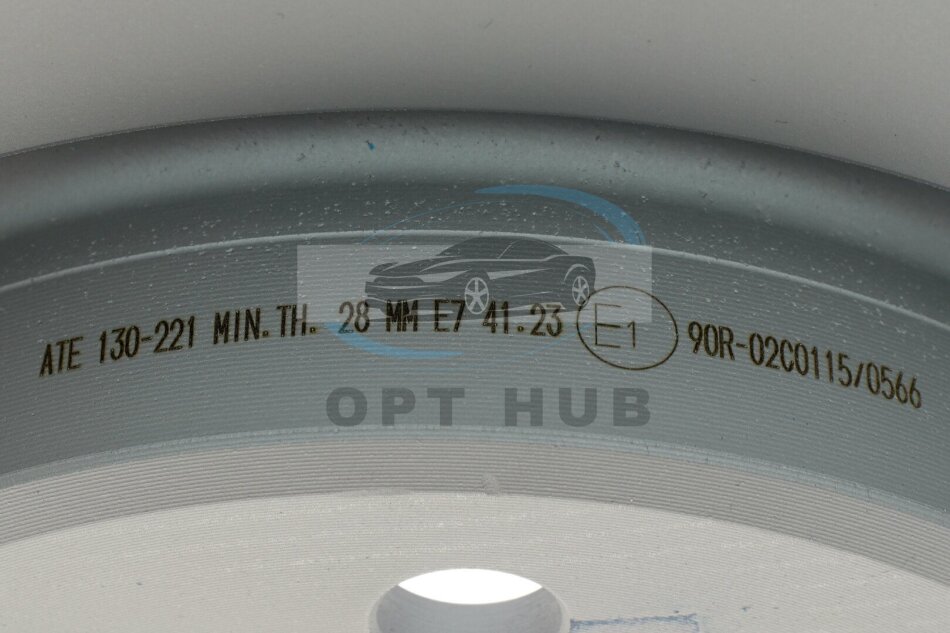 ATE 130-221 MIN.TH. 28 MM E7 41.23 E1 90R-02C0115/0566
OPT HUB